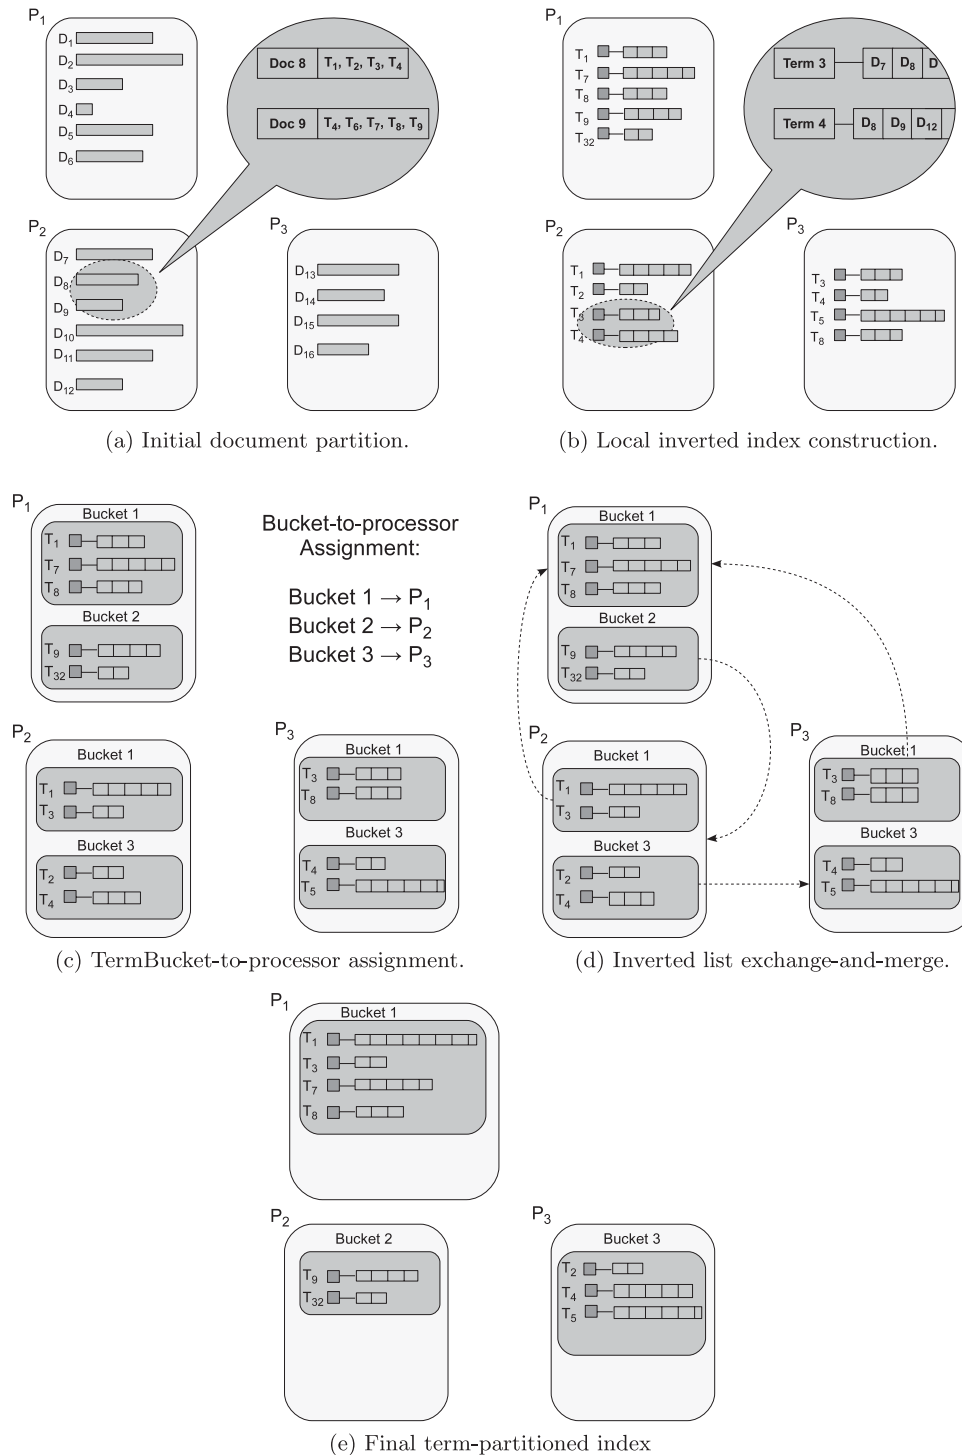 P1
D1
D2
D3
D4
D5
D6
Doc 8 T1, T2, T3, T4
Doc 9 T4, T6, T7, T8, T9
P2
D7
D8
D9
D10
D11
D12
P3
D13
D14
D15
D16
(a) Initial document partition.
P1
T1
T7
T8
T9
T32
Term 3 D7 D8 D
Term 4 D8 D9 D12
P2
T1
T2
T3
T4
P3
T3
T4
T5
T8
(b) Local inverted index construction.
P1
Bucket 1
T1
T7
T8
Bucket 2
T9
T32
Bucket-to-processor
Assignment:
Bucket 1 → P1
Bucket 2 → P2
Bucket 3 → P3
P2
Bucket 1
T1
T3
Bucket 3
T2
T4
P3
Bucket 1
T3
T8
Bucket 3
T4
T5
(c) TermBucket-to-processor assignment.
P1
Bucket 1
T1
T7
T8
Bucket 2
T9
T32
P2
Bucket 1
T1
T3
Bucket 3
T2
T4
P3
Bucket 1
T3
T8
Bucket 3
T4
T5
(d) Inverted list exchange-and-merge.
P1
Bucket 1
T1
T3
T7
T8
P2
Bucket 2
T9
T32
P3
Bucket 3
T2
T4
T5
(e) Final term-partitioned index